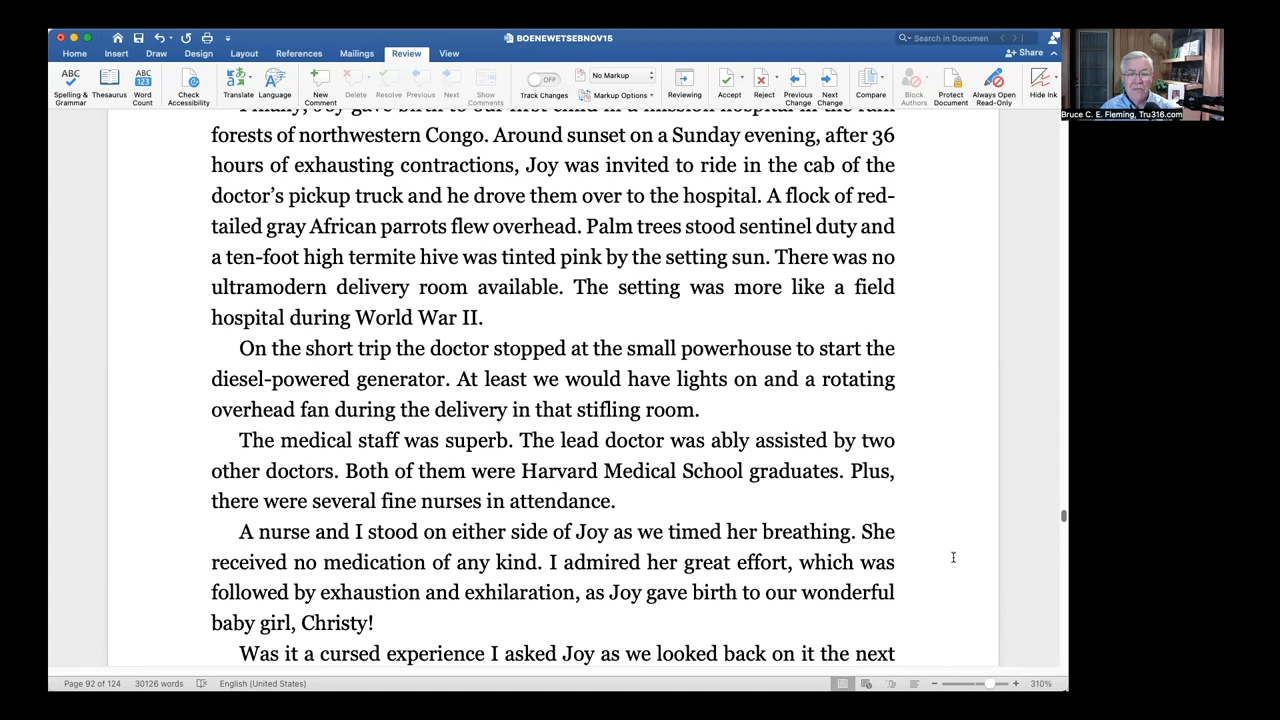 BOENEWETSEBNOV15
Search in Documen
Home Insert Draw Design Layout References Mailings Review View
Share
ABC
Spelling & Grammar
Thesaurus
ABC
123
Word Count
Check Accessibility
Translate
Language
New Comment
Delete
Resolve
Previous
Next
Show Comments
OFF
Track Changes
No Markup
Markup Options
Reviewing
Accept
Reject
Previous Change
Next Change
Compare
Block Authors
Protect Document
Always Open Read-Only
Hide Ink
Bruce C. E. Fleming, Tru316.com
forests of northwestern Congo. Around sunset on a Sunday evening, after 36
hours of exhausting contractions, Joy was invited to ride in the cab of the
doctor’s pickup truck and he drove them over to the hospital. A flock of red-
tailed gray African parrots flew overhead. Palm trees stood sentinel duty and
a ten-foot high termite hive was tinted pink by the setting sun. There was no
ultramodern delivery room available. The setting was more like a field
hospital during World War II.
On the short trip the doctor stopped at the small powerhouse to start the
diesel-powered generator. At least we would have lights on and a rotating
overhead fan during the delivery in that stifling room.
The medical staff was superb. The lead doctor was ably assisted by two
other doctors. Both of them were Harvard Medical School graduates. Plus,
there were several fine nurses in attendance.
A nurse and I stood on either side of Joy as we timed her breathing. She
received no medication of any kind. I admired her great effort, which was
followed by exhaustion and exhilaration, as Joy gave birth to our wonderful
baby girl, Christy!
Was it a cursed experience I asked Joy as we looked back on it the next
Page 92 of 124
30126 words
English (United States)
310%